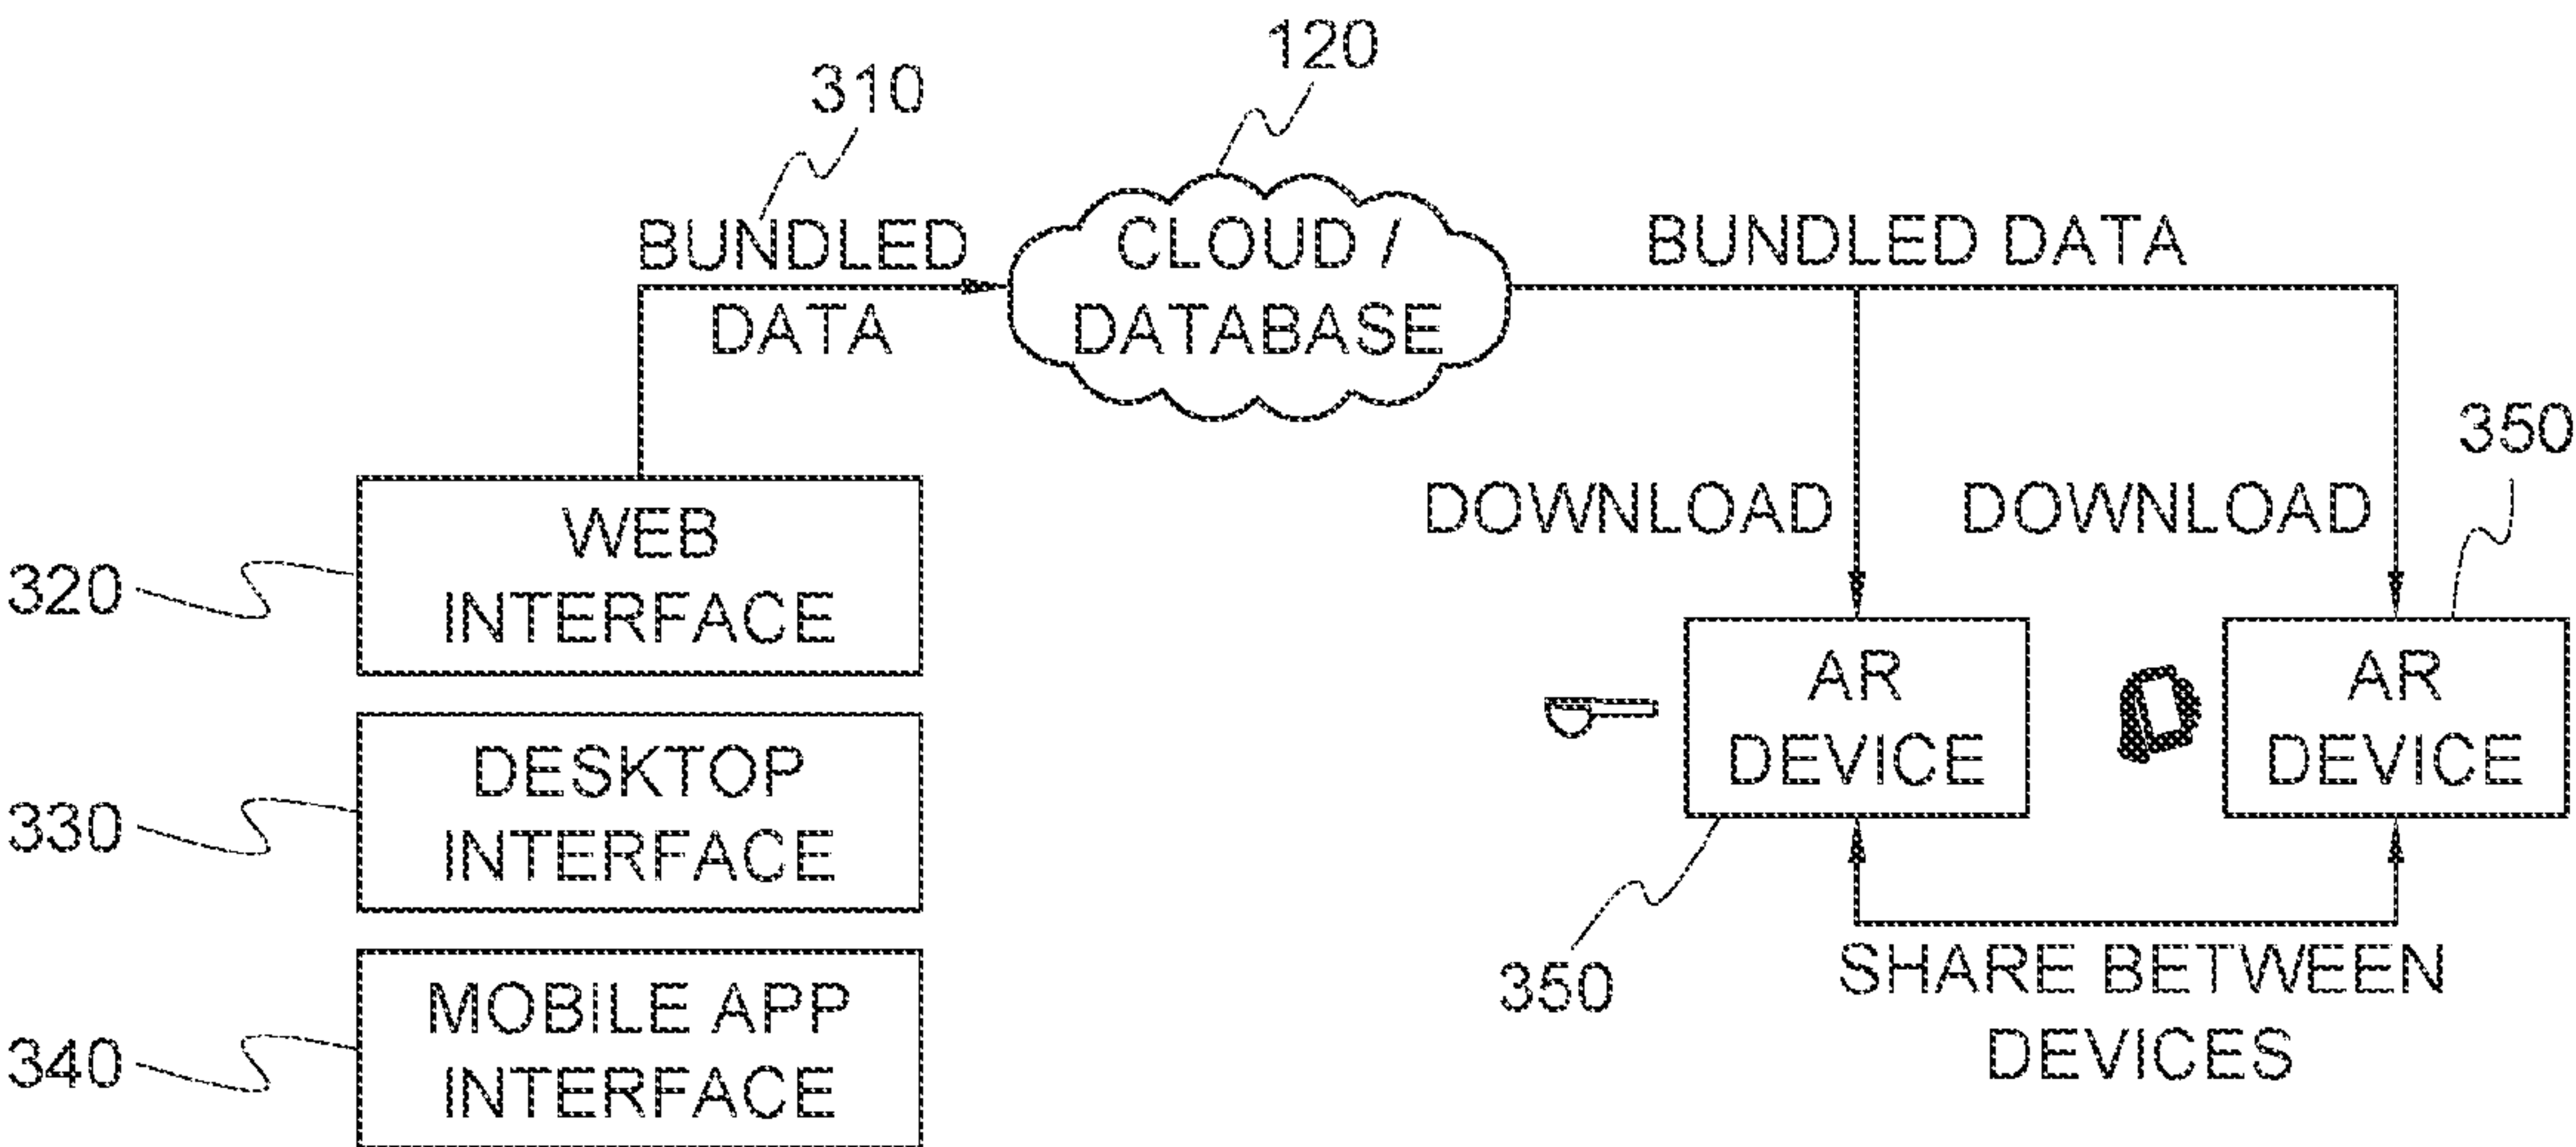 120
310
BUNDLED
DATA
CLOUD /
DATABASE
BUNDLED DATA
350
DOWNLOAD
DOWNLOAD
WEB
INTERFACE
320
AR
DEVICE
AR
DEVICE
DESKTOP
INTERFACE
330
350
SHARE BETWEEN
DEVICES
MOBILE APP
INTERFACE
340